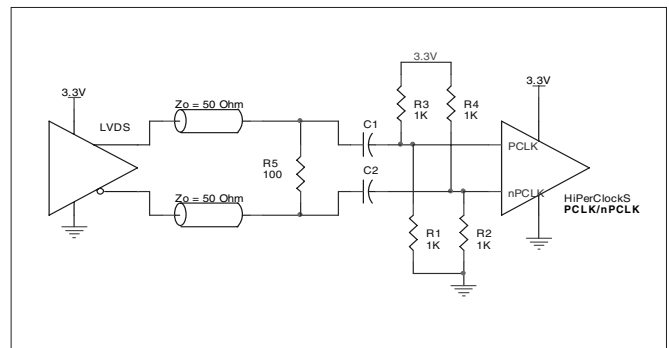 3.3V
3.3V
3.3V
Zo = 50 Ohm
LVDS
R3
1K
R4
1K
C1
PCLK
R5
100
C2
nPCLK
Zo = 50 Ohm
HiPerClockS
PCLK/nPCLK
R1
1K
R2
1K